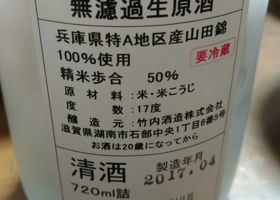 無濾過生原酒
兵庫県特A地区産山田錦
100%使用
要冷蔵
精米歩合 50%
原材料:米・米こうじ
度数:17度
醸造元:竹内酒造株式会社
滋賀県湖南市石部中央1丁目6番5号
お酒は20歳になってから
清酒
720ml詰
製造年月
2017.04